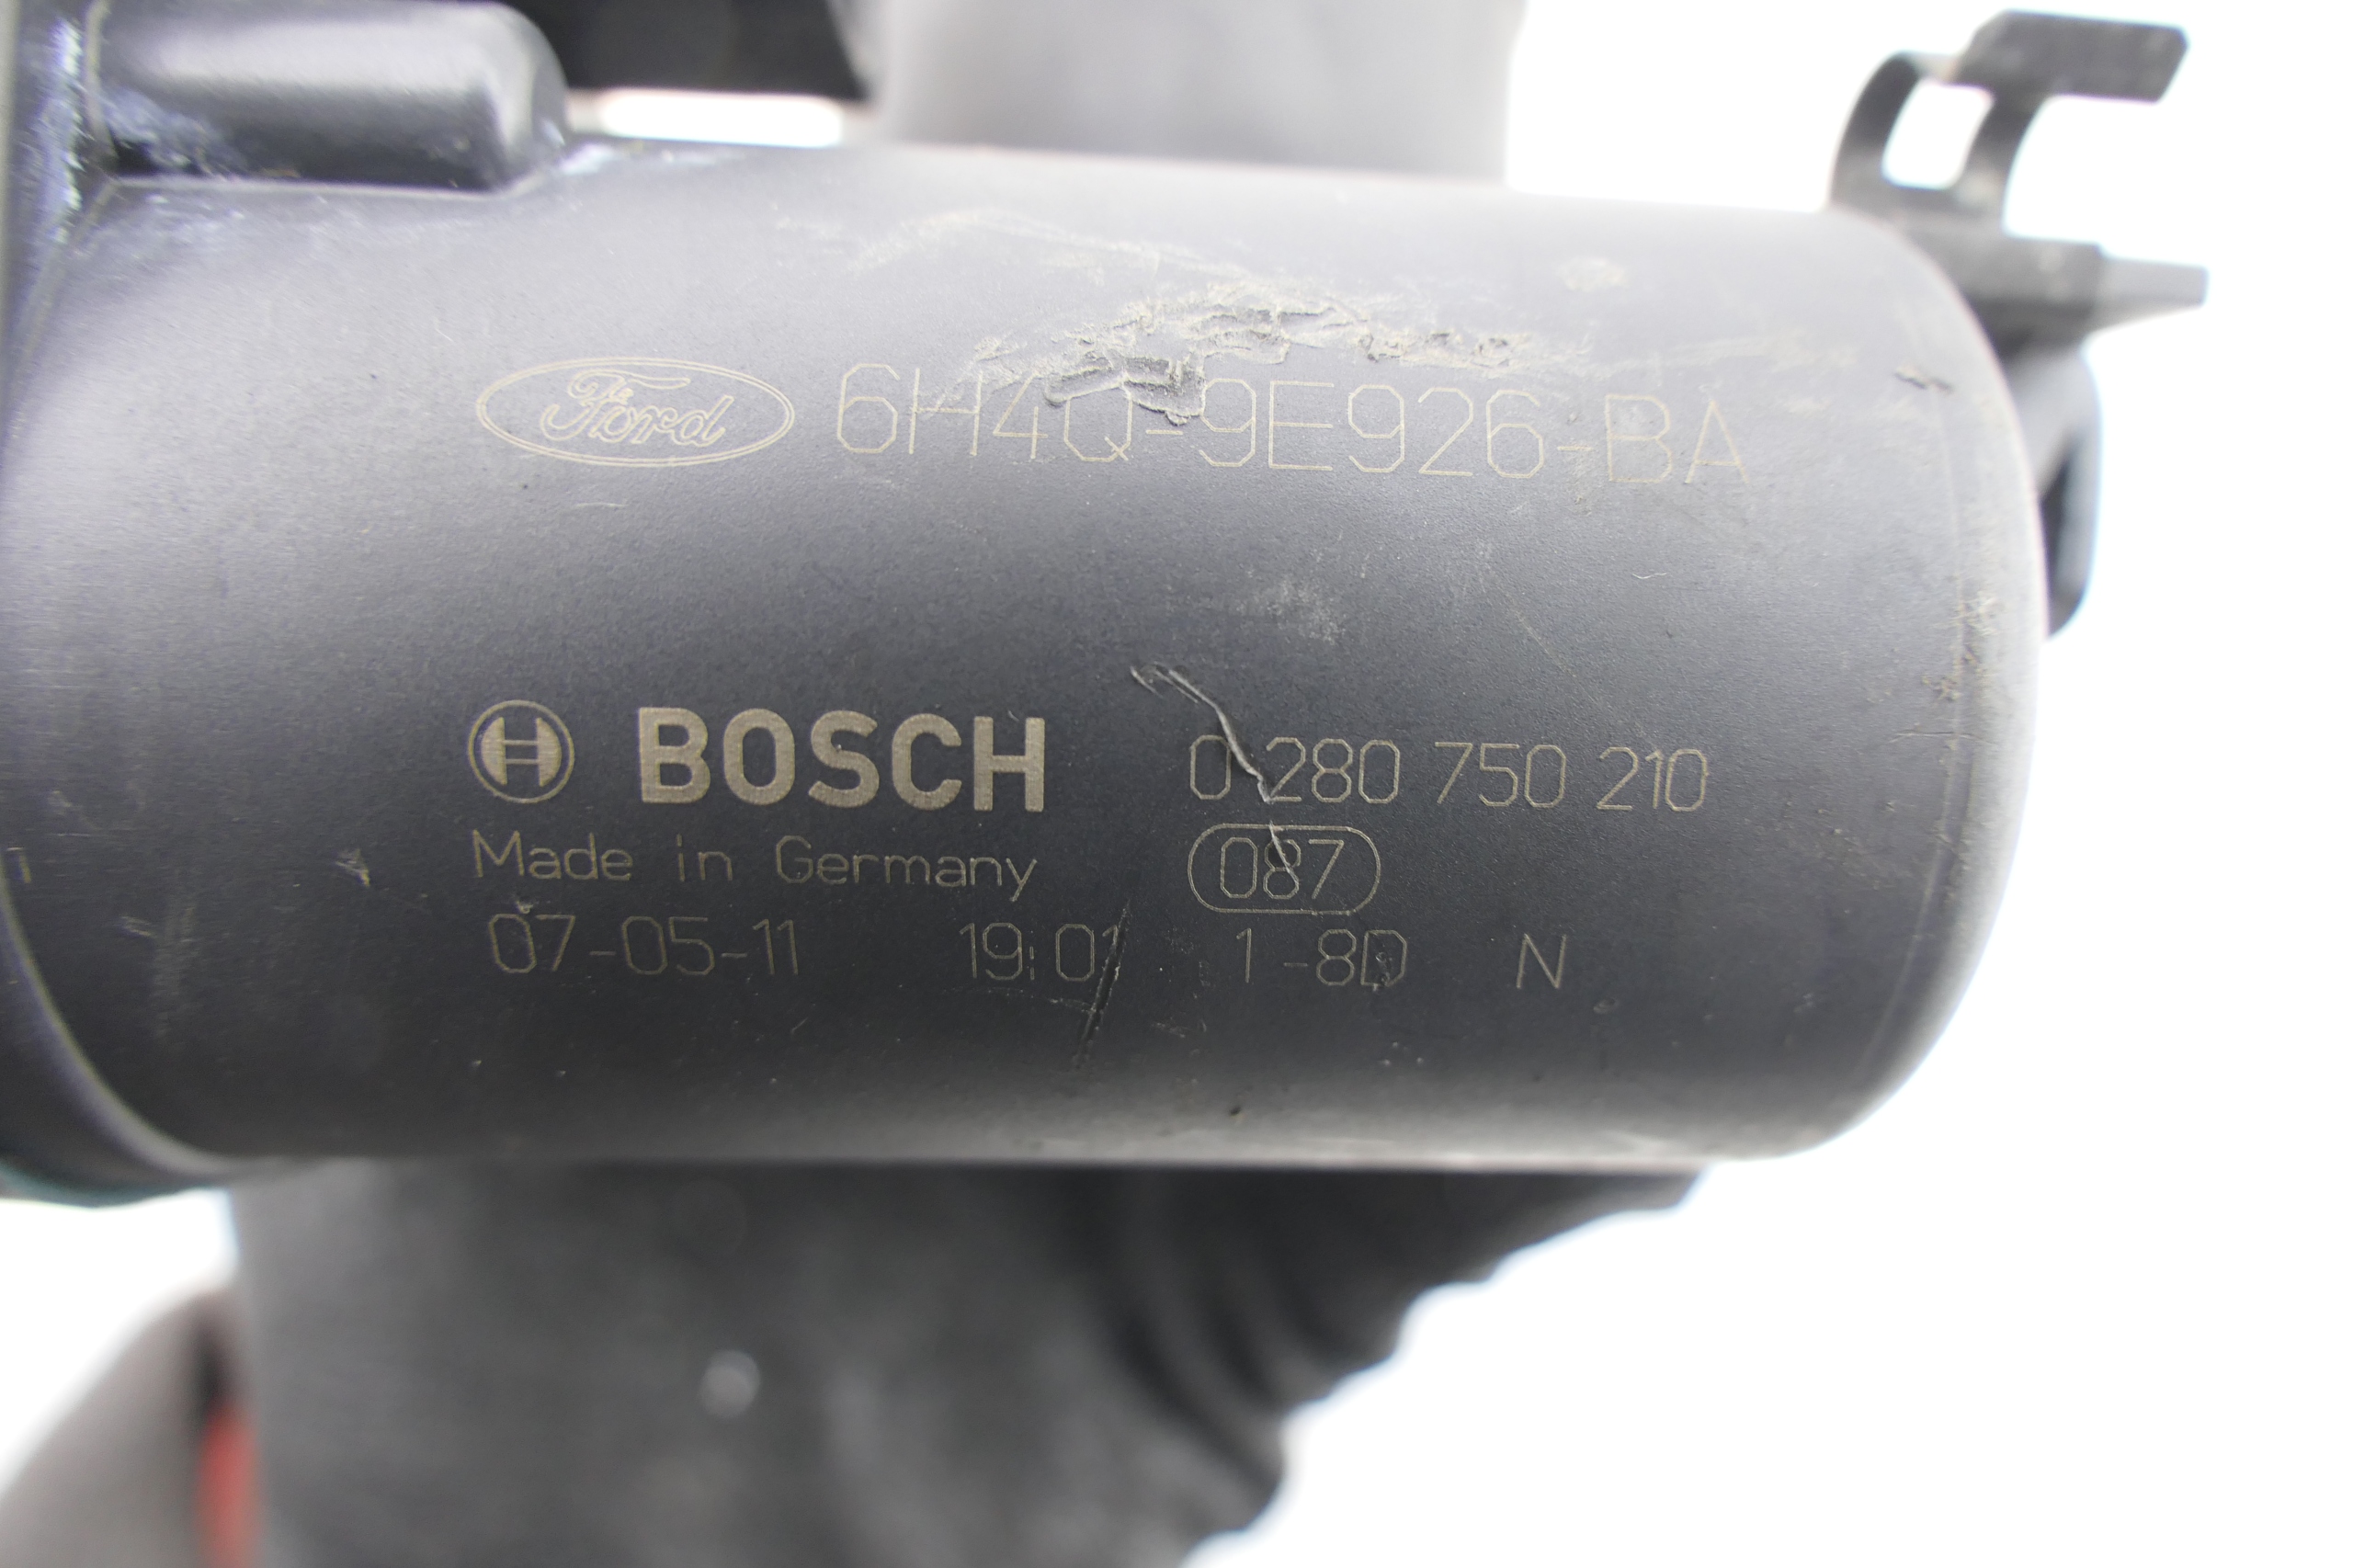 Ford 6H4Q-9E926-BA
BOSCH 0 280 750 210
Made in Germany 087
07-05-11 19:01 1-8D N